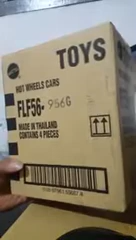 TOYS
HOT WHEELS CARS
FLF56-956G
MADE IN THAILAND
CONTAINS 4 PIECES